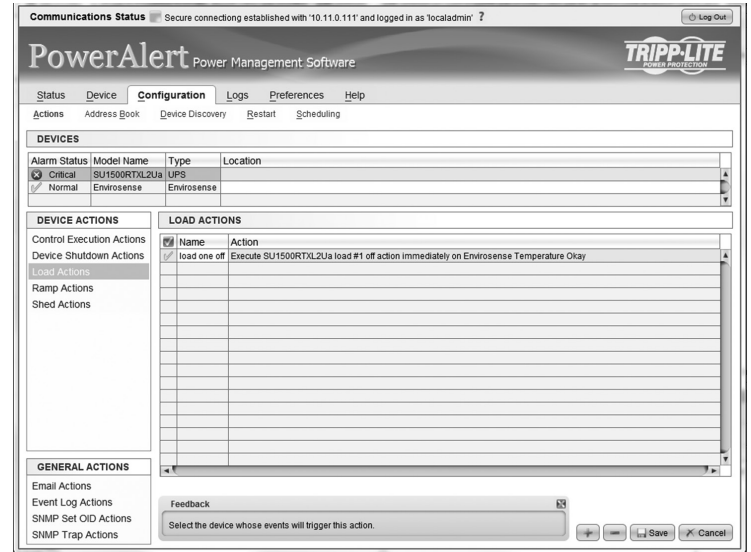 Communications Status Secure connectiong established with '10.11.0.111' and logged in as 'localadmin' ? Log Out
PowerAlert Power Management Software
TRIPP·LITE
POWER PROTECTION
Status Device Configuration Logs Preferences Help
Actions Address Book Device Discovery Restart Scheduling
DEVICES
Alarm Status Model Name Type Location
Critical SU1500RTXL2Ua UPS
Normal Envirosense Envirosense
DEVICE ACTIONS
Control Execution Actions
Device Shutdown Actions
Load Actions
Ramp Actions
Shed Actions
LOAD ACTIONS
Name Action
load one off Execute SU1500RTXL2Ua load #1 off action immediately on Envirosense Temperature Okay
GENERAL ACTIONS
Email Actions
Event Log Actions
SNMP Set OID Actions
SNMP Trap Actions
Feedback
Select the device whose events will trigger this action.
Save Cancel